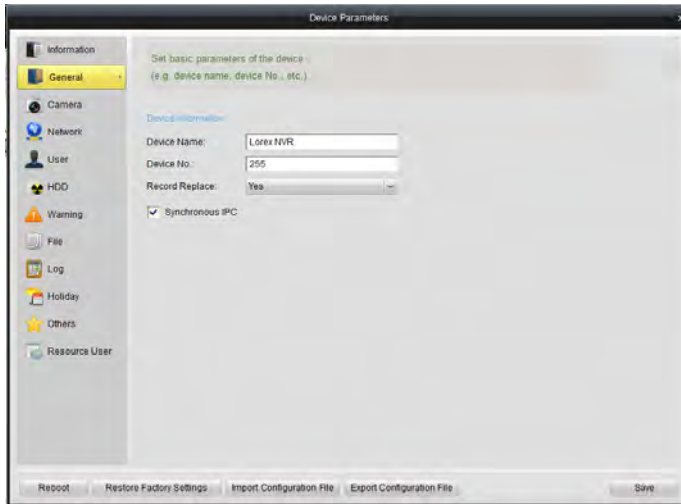 Device Parameters
x
Information
General
Camera
Network
User
HDD
Warning
File
Log
Holiday
Others
Resource User
Set basic parameters of the device
(e.g. device name, device No., etc.)
Device Information
Device Name: Lorex NVR
Device No.: 255
Record Replace: Yes
Synchronous IPC
Reboot Restore Factory Settings Import Configuration File Export Configuration File Save